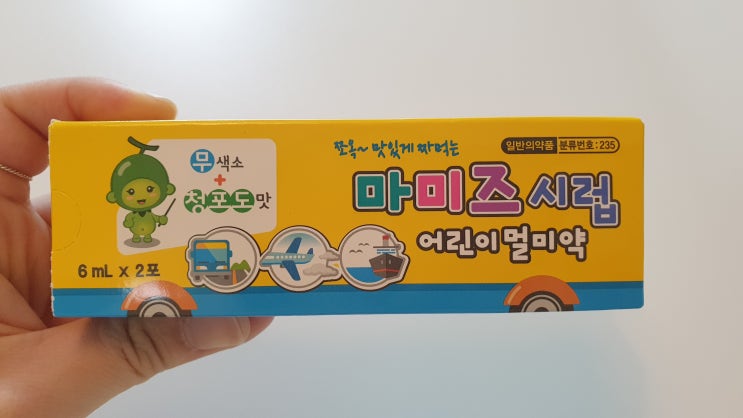 쪼옥~ 맛있게 짜먹는
일반의약품 분류번호:235
무색소
+
청포도맛
마미즈 시럽
어린이 멀미약
6 mL x 2포